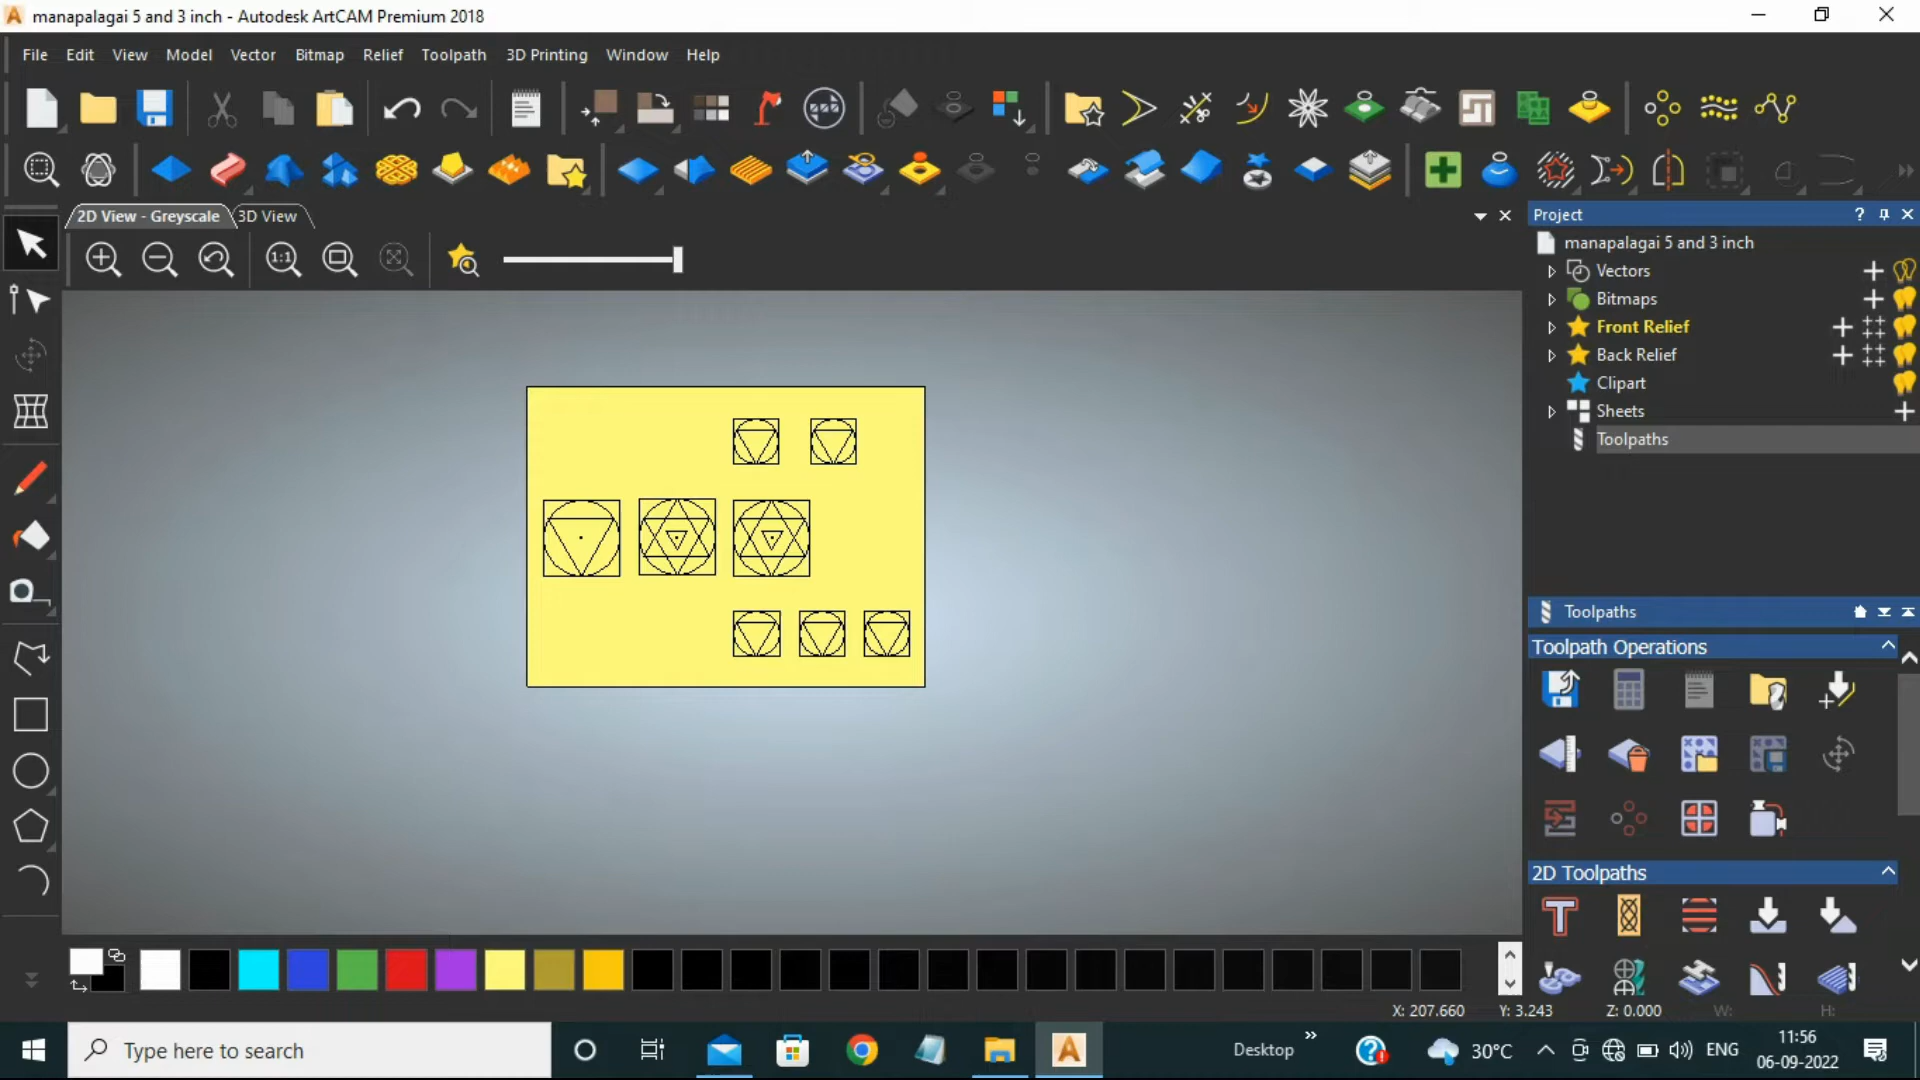 manapalagai 5 and 3 inch - Autodesk ArtCAM Premium 2018
File Edit View Model Vector Bitmap Relief Toolpath 3D Printing Window Help
2D View - Greyscale 3D View
1:1
Project
manapalagai 5 and 3 inch
Vectors
Bitmaps
Front Relief
Back Relief
Clipart
Sheets
Toolpaths
Toolpaths
Toolpath Operations
2D Toolpaths
X: 207.660 Y: 3.243 Z: 0.000 W: H:
Type here to search
Desktop
30°C
ENG
11:56
06-09-2022